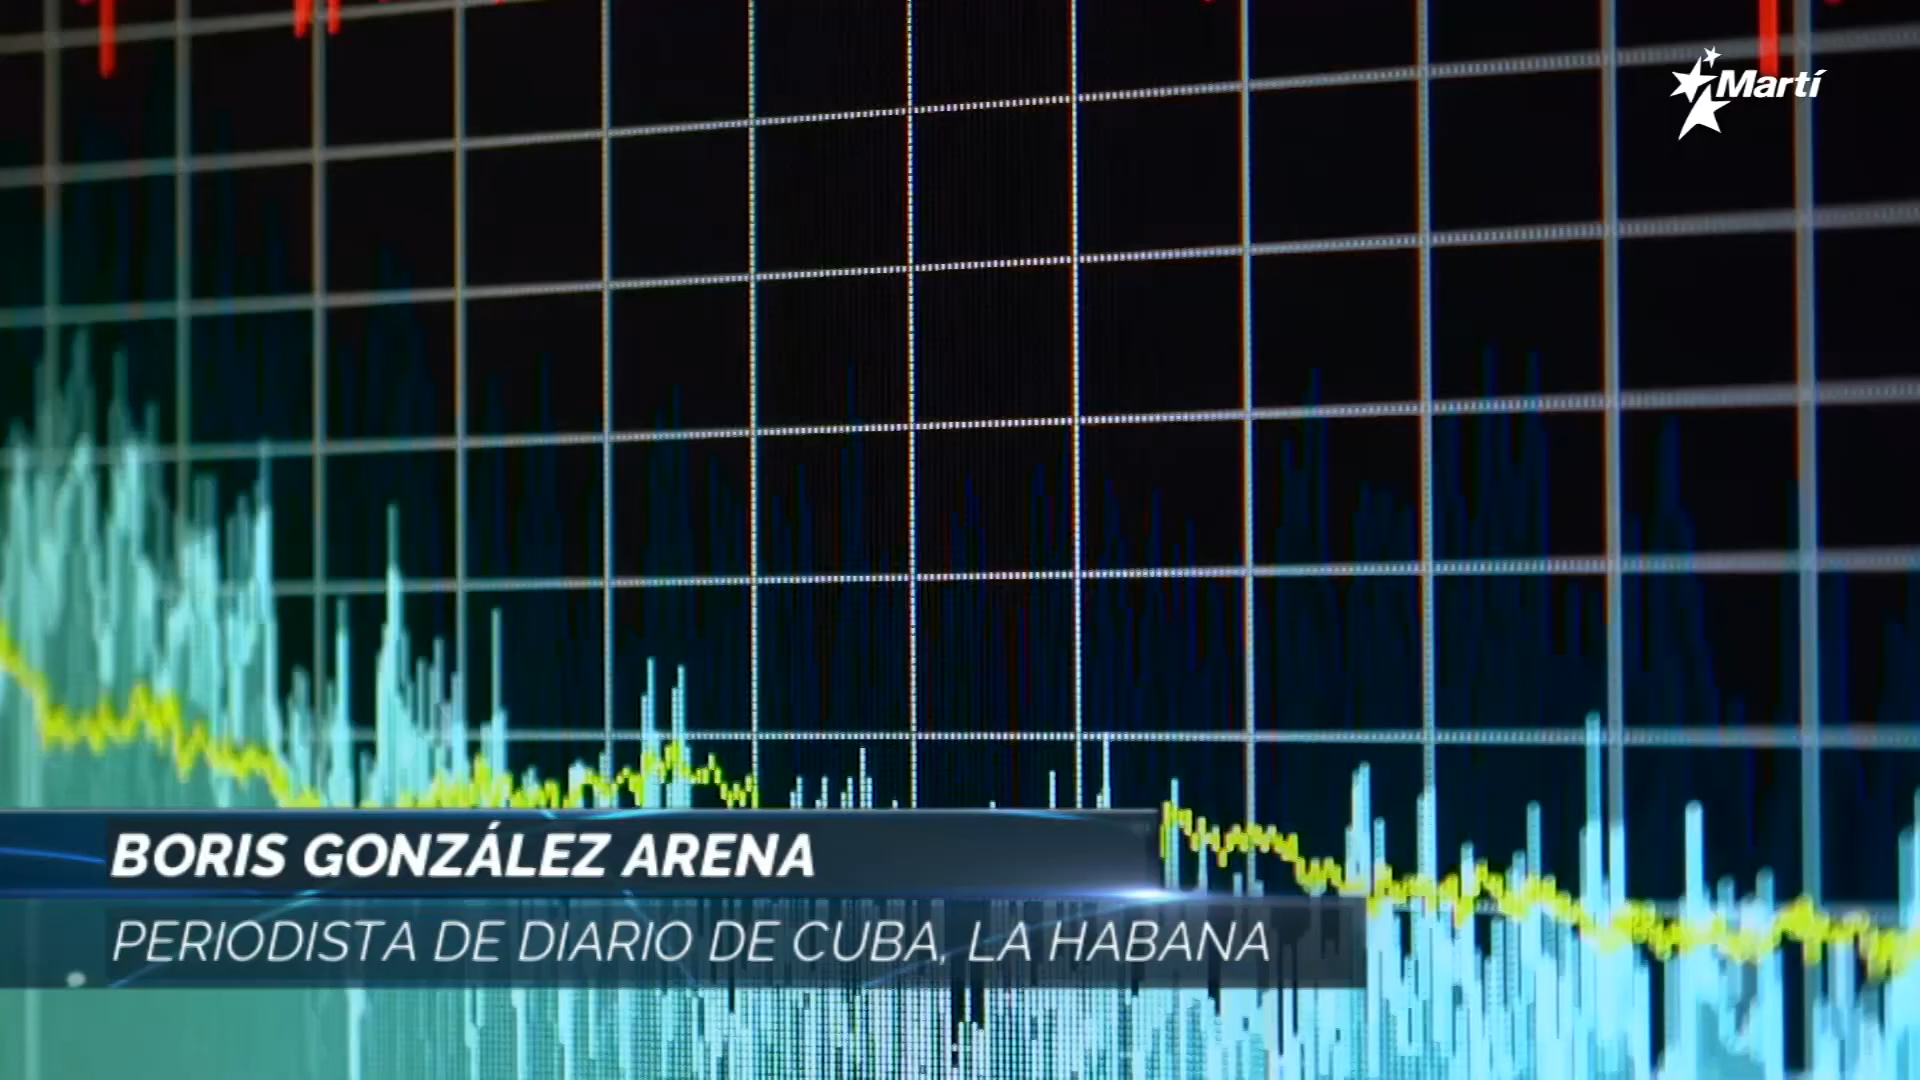 Martí
BORIS GONZÁLEZ ARENA
PERIODISTA DE DIARIO DE CUBA, LA HABANA